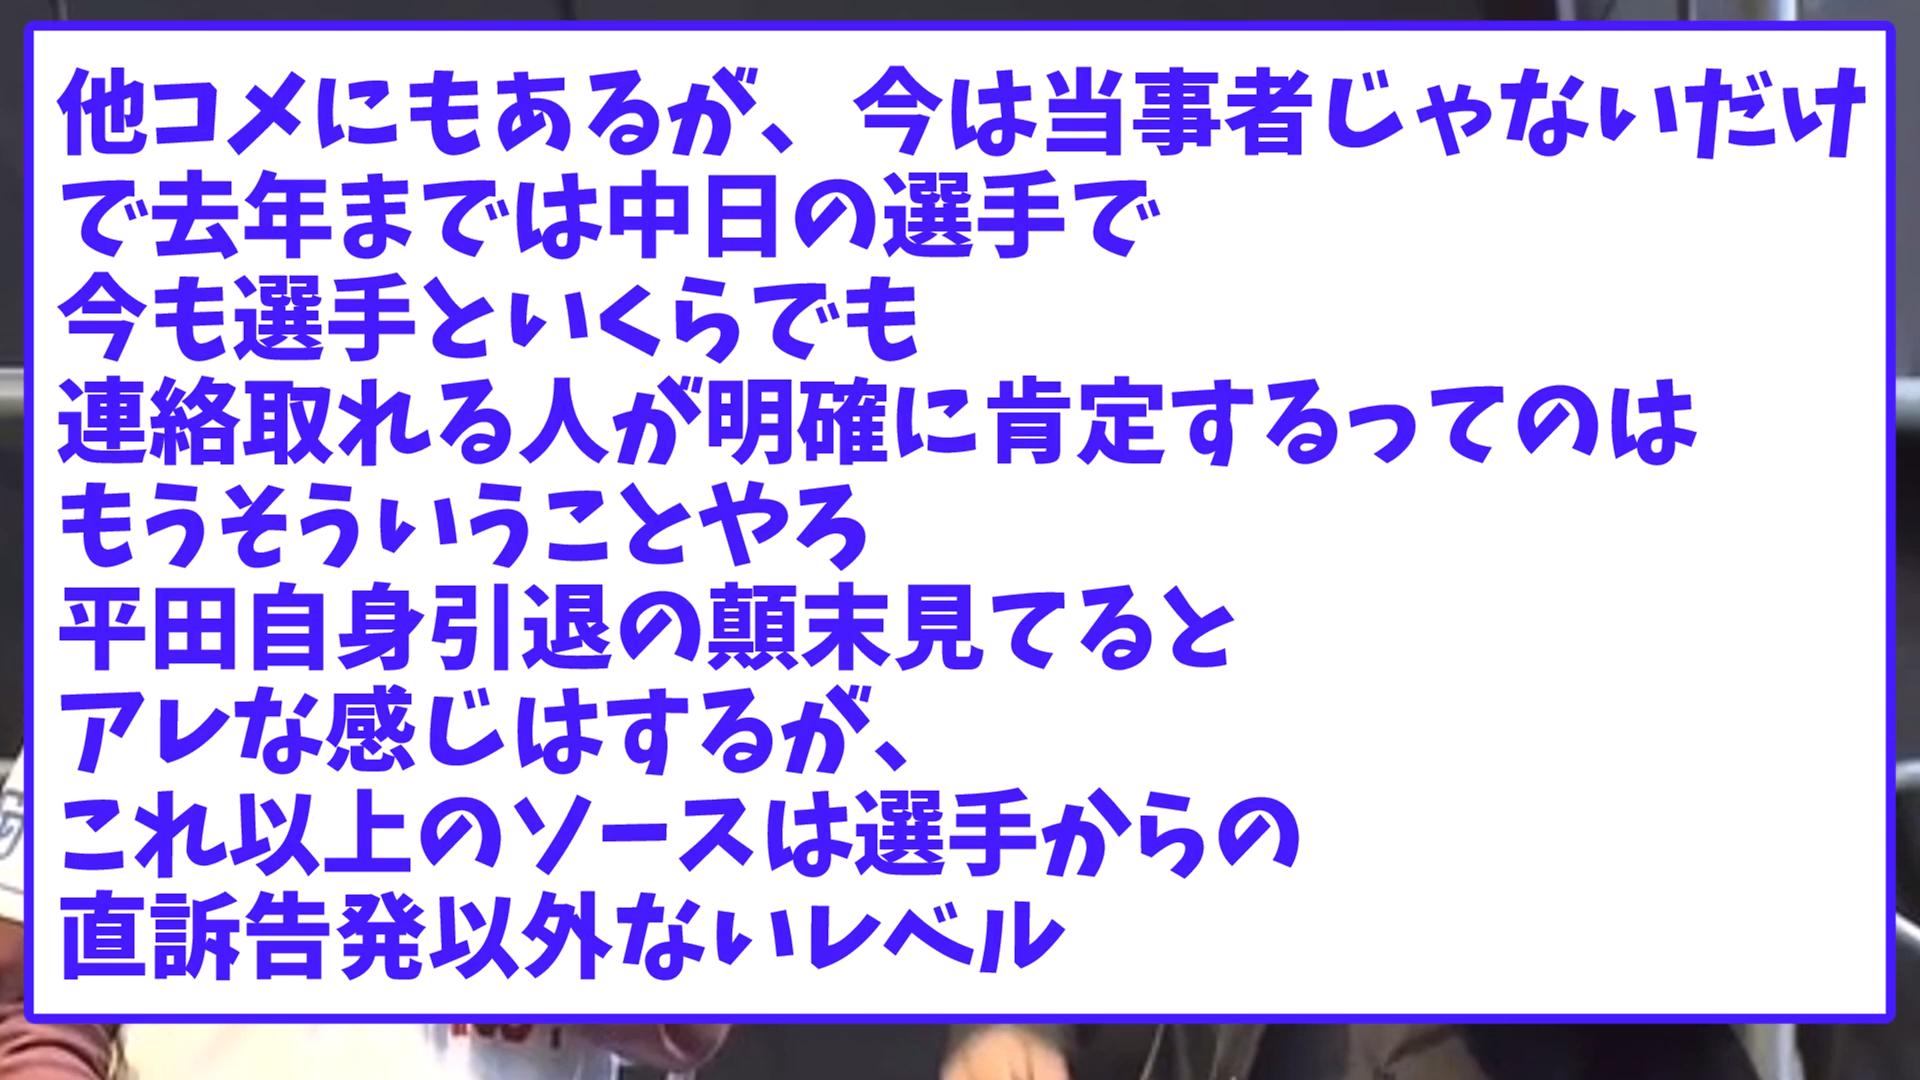 他コメにもあるが、今は当事者じゃないだけ
で去年までは中日の選手で
今も選手といくらでも
連絡取れる人が明確に肯定するってのは
もうそういうことやろ
平田自身引退の顛末見てると
アレな感じはするが、
これ以上のソースは選手からの
直訴告発以外ないレベル